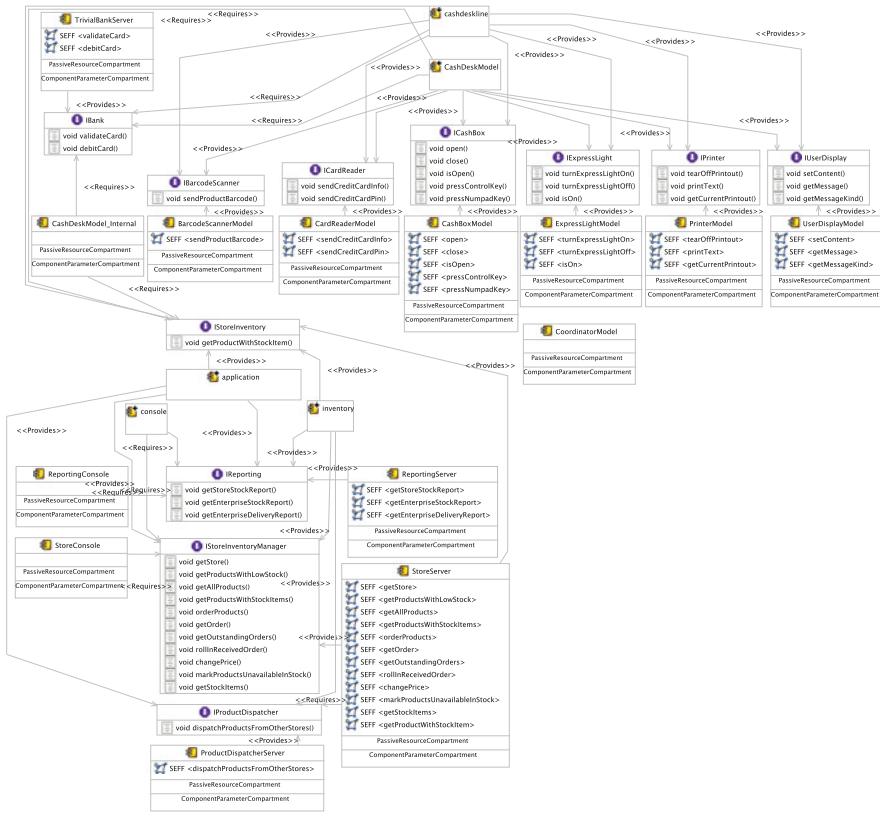 cashdeskline
<<Requires>>
<<Provides>>
TrivialBankServer
SEFF <validateCard>
SEFF <debitCard>
PassiveResourceCompartment
ComponentParameterCompartment
<<Provides>>
<<Provides>>
<<Provides>>
<<Provides>>
<<Provides>>
<<Provides>>
CashDeskModel
<<Requires>>
<<Provides>>
<<Requires>>
<<Provides>>
<<Provides>>
IBank
void validateCard()
void debitCard()
<<Requires>>
ICashBox
void open()
void close()
void isOpen()
void pressControlKey()
void pressNumpadKey()
IBarcodeScanner
void sendProductBarcode()
ICardReader
void sendCreditCardInfo()
void sendCreditCardPin()
IExpressLight
void turnExpressLightOn()
void turnExpressLightOff()
void isOn()
IPrinter
void tearOffPrintout()
void printText()
void getCurrentPrintout()
IUserDisplay
void setContent()
void getMessage()
void getMessageKind()
<<Provides>>
<<Provides>>
<<Provides>>
<<Provides>>
<<Provides>>
<<Provides>>
CashDeskModel_Internal
PassiveResourceCompartment
ComponentParameterCompartment
BarcodeScannerModel
SEFF <sendProductBarcode>
PassiveResourceCompartment
ComponentParameterCompartment
CardReaderModel
SEFF <sendCreditCardInfo>
SEFF <sendCreditCardPin>
PassiveResourceCompartment
ComponentParameterCompartment
CashBoxModel
SEFF <open>
SEFF <close>
SEFF <isOpen>
SEFF <pressControlKey>
SEFF <pressNumpadKey>
PassiveResourceCompartment
ComponentParameterCompartment
ExpressLightModel
SEFF <turnExpressLightOn>
SEFF <turnExpressLightOff>
SEFF <isOn>
PassiveResourceCompartment
ComponentParameterCompartment
PrinterModel
SEFF <tearOffPrintout>
SEFF <printText>
SEFF <getCurrentPrintout>
PassiveResourceCompartment
ComponentParameterCompartment
UserDisplayModel
SEFF <setContent>
SEFF <getMessage>
SEFF <getMessageKind>
PassiveResourceCompartment
ComponentParameterCompartment
<<Requires>>
IStoreInventory
void getProductWithStockItem()
CoordinatorModel
PassiveResourceCompartment
ComponentParameterCompartment
<<Provides>>
<<Provides>>
<<Provides>>
application
console
inventory
<<Provides>>
<<Provides>>
<<Provides>>
<<Requires>>
ReportingConsole
PassiveResourceCompartment
ComponentParameterCompartment
<<Provides>>
<<Requires>>
<<Requires>>
IReporting
void getStoreStockReport()
void getEnterpriseStockReport()
void getEnterpriseDeliveryReport()
<<Provides>>
ReportingServer
SEFF <getStoreStockReport>
SEFF <getEnterpriseStockReport>
SEFF <getEnterpriseDeliveryReport>
PassiveResourceCompartment
ComponentParameterCompartment
<<Provides>>
StoreConsole
PassiveResourceCompartment
ComponentParameterCompartment
<<Requires>>
IStoreInventoryManager
void getStore()
void getProductsWithLowStock()
void getAllProducts()
void getProductsWithStockItems()
void orderProducts()
void getOrder()
void getOutstandingOrders()
void rollInReceivedOrder()
void changePrice()
void markProductsUnavailableInStock()
void getStockItems()
<<Provides>>
<<Provides>>
StoreServer
SEFF <getStore>
SEFF <getProductsWithLowStock>
SEFF <getAllProducts>
SEFF <getProductsWithStockItems>
SEFF <orderProducts>
SEFF <getOrder>
SEFF <getOutstandingOrders>
SEFF <rollInReceivedOrder>
SEFF <changePrice>
SEFF <markProductsUnavailableInStock>
SEFF <getStockItems>
SEFF <getProductWithStockItem>
PassiveResourceCompartment
ComponentParameterCompartment
<<Requires>>
IProductDispatcher
void dispatchProductsFromOtherStores()
<<Provides>>
ProductDispatcherServer
SEFF <dispatchProductsFromOtherStores>
PassiveResourceCompartment
ComponentParameterCompartment